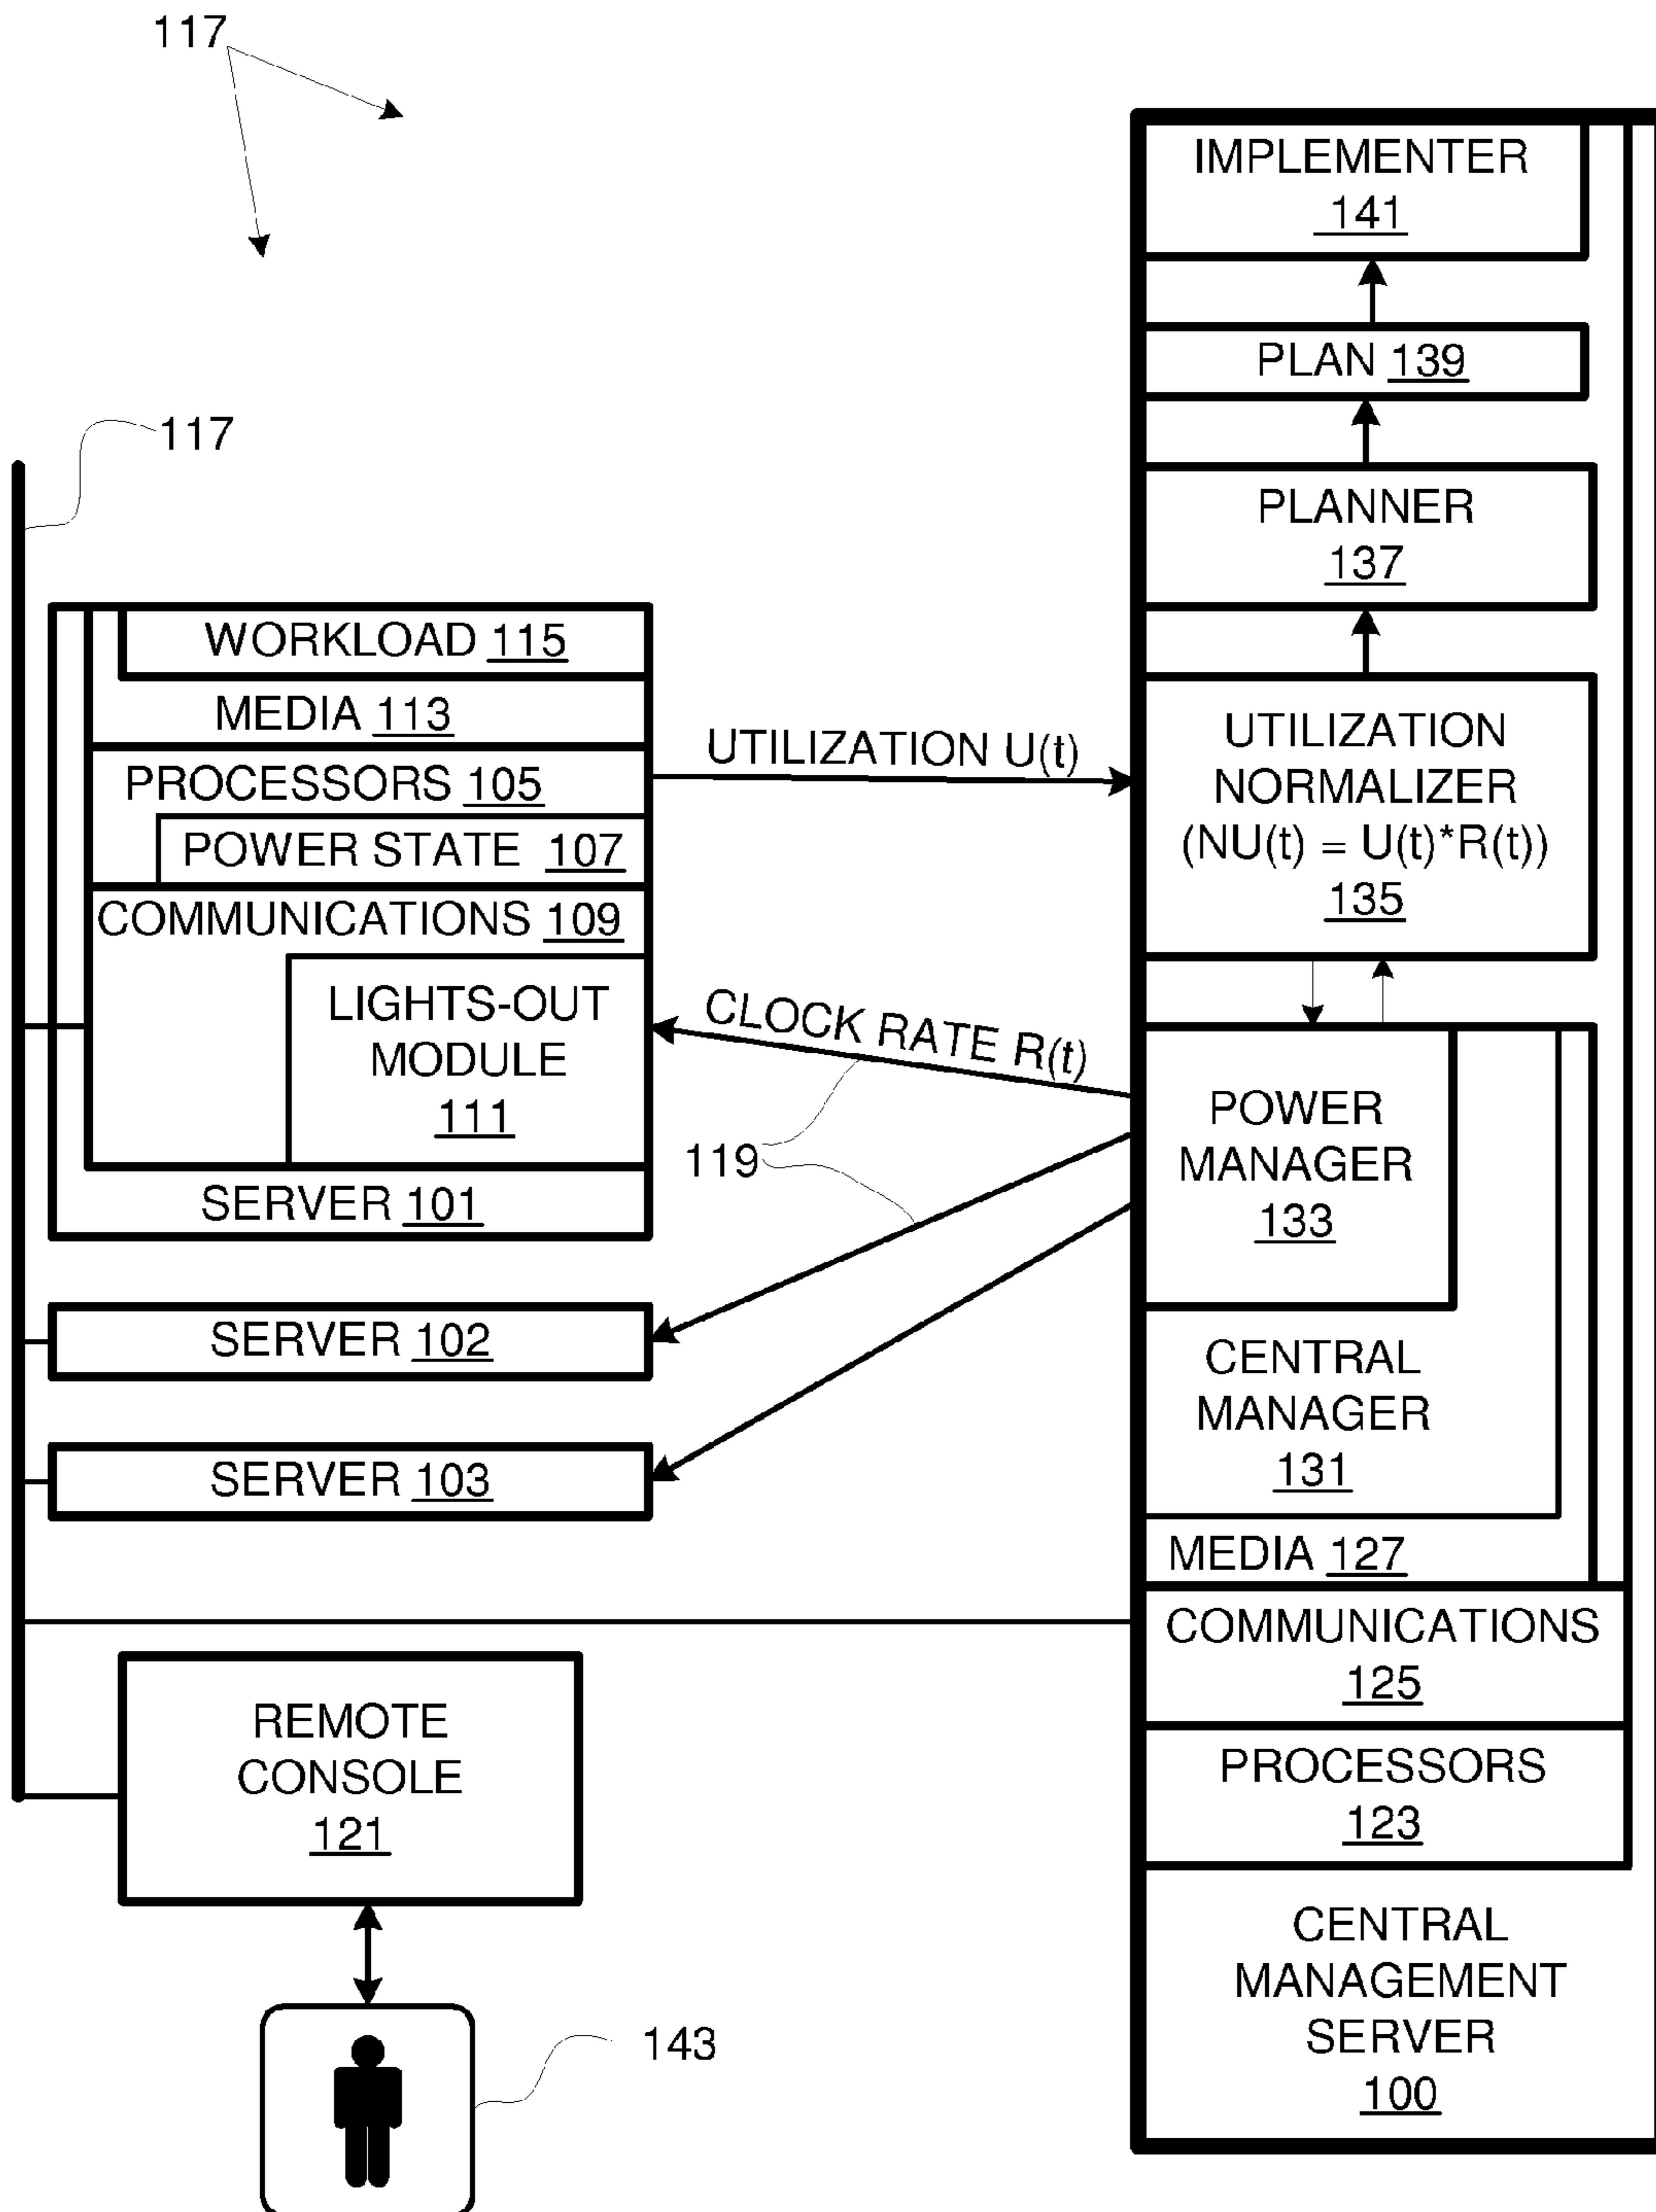 117
117
WORKLOAD 115
MEDIA 113
PROCESSORS 105
POWER STATE 107
COMMUNICATIONS 109
LIGHTS-OUT
MODULE
111
SERVER 101
SERVER 102
SERVER 103
REMOTE
CONSOLE
121
143
UTILIZATION U(t)
CLOCK RATE R(t)
119
IMPLEMENTER
141
PLAN 139
PLANNER
137
UTILIZATION
NORMALIZER
(NU(t) = U(t)*R(t))
135
POWER
MANAGER
133
CENTRAL
MANAGER
131
MEDIA 127
COMMUNICATIONS
125
PROCESSORS
123
CENTRAL
MANAGEMENT
SERVER
100